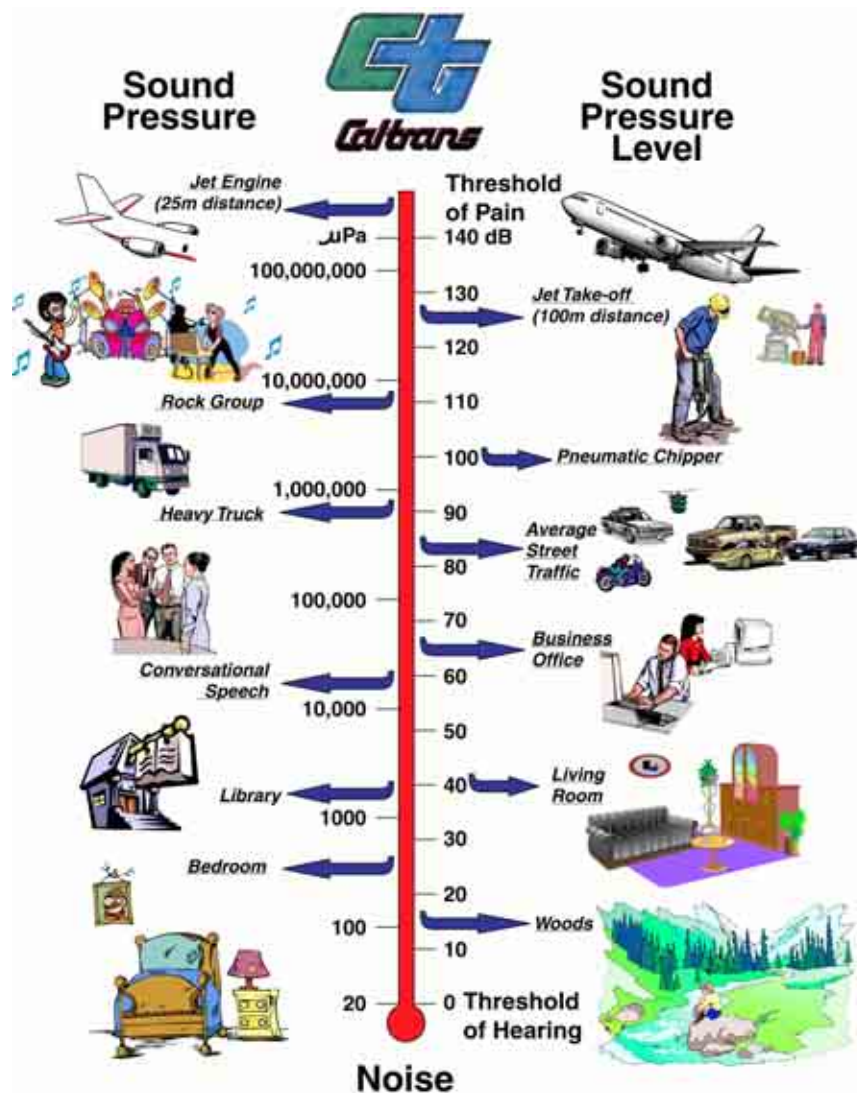 Caltrans
Sound
Pressure
Sound
Pressure
Level
Jet Engine
(25m distance)
Threshold
of Pain
µPa
140 dB
100,000,000
130
Jet Take-off
(100m distance)
120
10,000,000
Rock Group
110
100
Pneumatic Chipper
1,000,000
Heavy Truck
90
Average
Street
Traffic
80
100,000
70
Business
Office
Conversational
Speech
60
10,000
50
Library
40
Living
Room
1000
30
Bedroom
20
100
Woods
10
20
0 Threshold
of Hearing
Noise